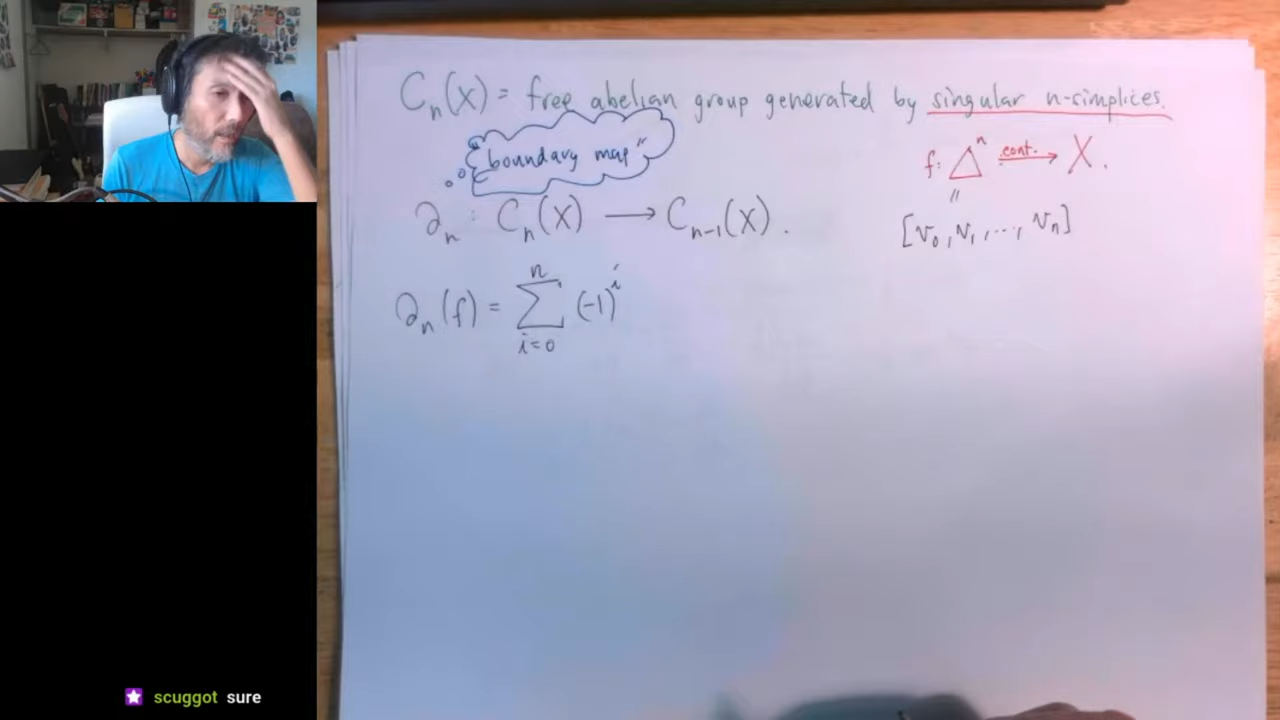 Cₙ(X) = free abelian group generated by singular n-simplices.
"boundary map"
f: Δⁿ cont. → X.
"
∂ₙ : Cₙ(X) → Cₙ₋₁(X).
[v₀, v₁, ..., vₙ]
∂ₙ(f) = Σ (-1)ⁱ
n
i=0
scuggot sure